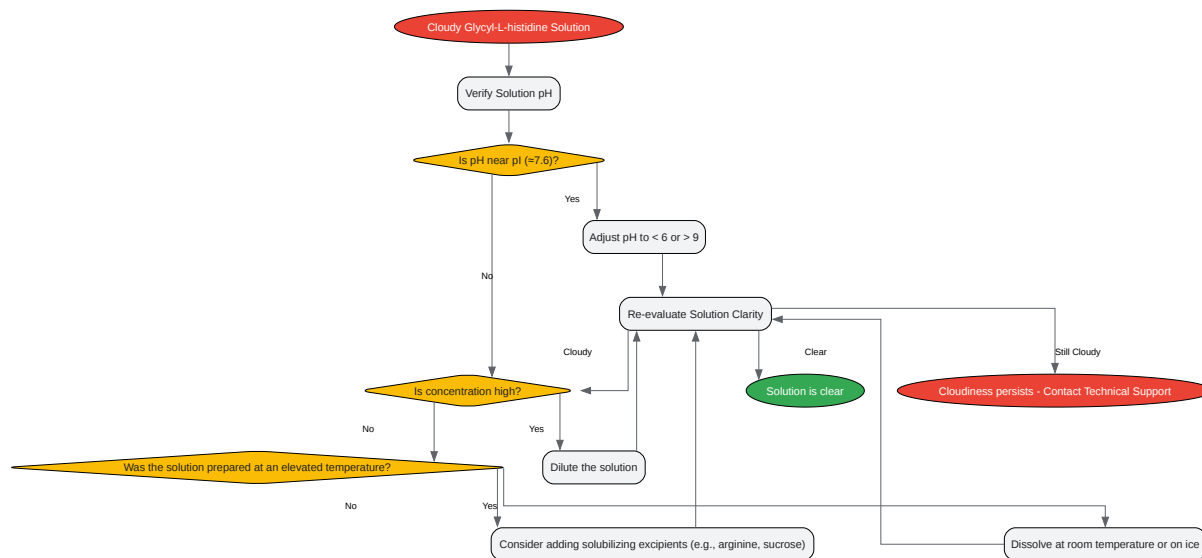 Cloudy Glycyl-L-histidine Solution
Verify Solution pH
Is pH near pI (≈7.6)?
Yes
Adjust pH to < 6 or > 9
No
Re-evaluate Solution Clarity
Cloudy
Clear
Still Cloudy
Is concentration high?
Solution is clear
Cloudiness persists - Contact Technical Support
No
Yes
Was the solution prepared at an elevated temperature?
Dilute the solution
No
Yes
Consider adding solubilizing excipients (e.g., arginine, sucrose)
Dissolve at room temperature or on ice